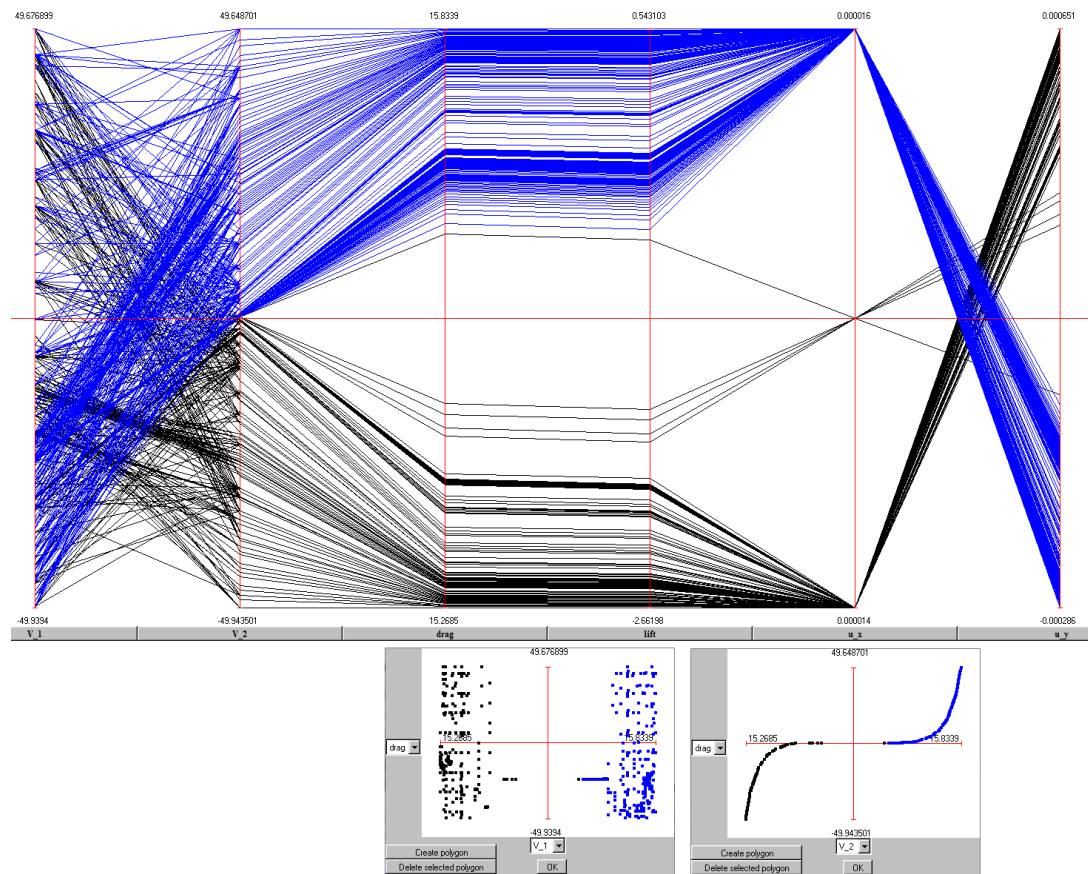 49.676899 49.648701 15.8339 0.543103 0.000016 0.000651
-49.9394 -49.943501 15.2685 -2.66198 0.000014 -0.000286
V_1 V_2 drag lift u_x u_y
49.676899
drag
15.2685 15.8339
-49.9394
V_1
Create polygon
Delete selected polygon
OK
49.648701
drag
15.2685 15.8339
-49.943501
V_2
Create polygon
Delete selected polygon
OK